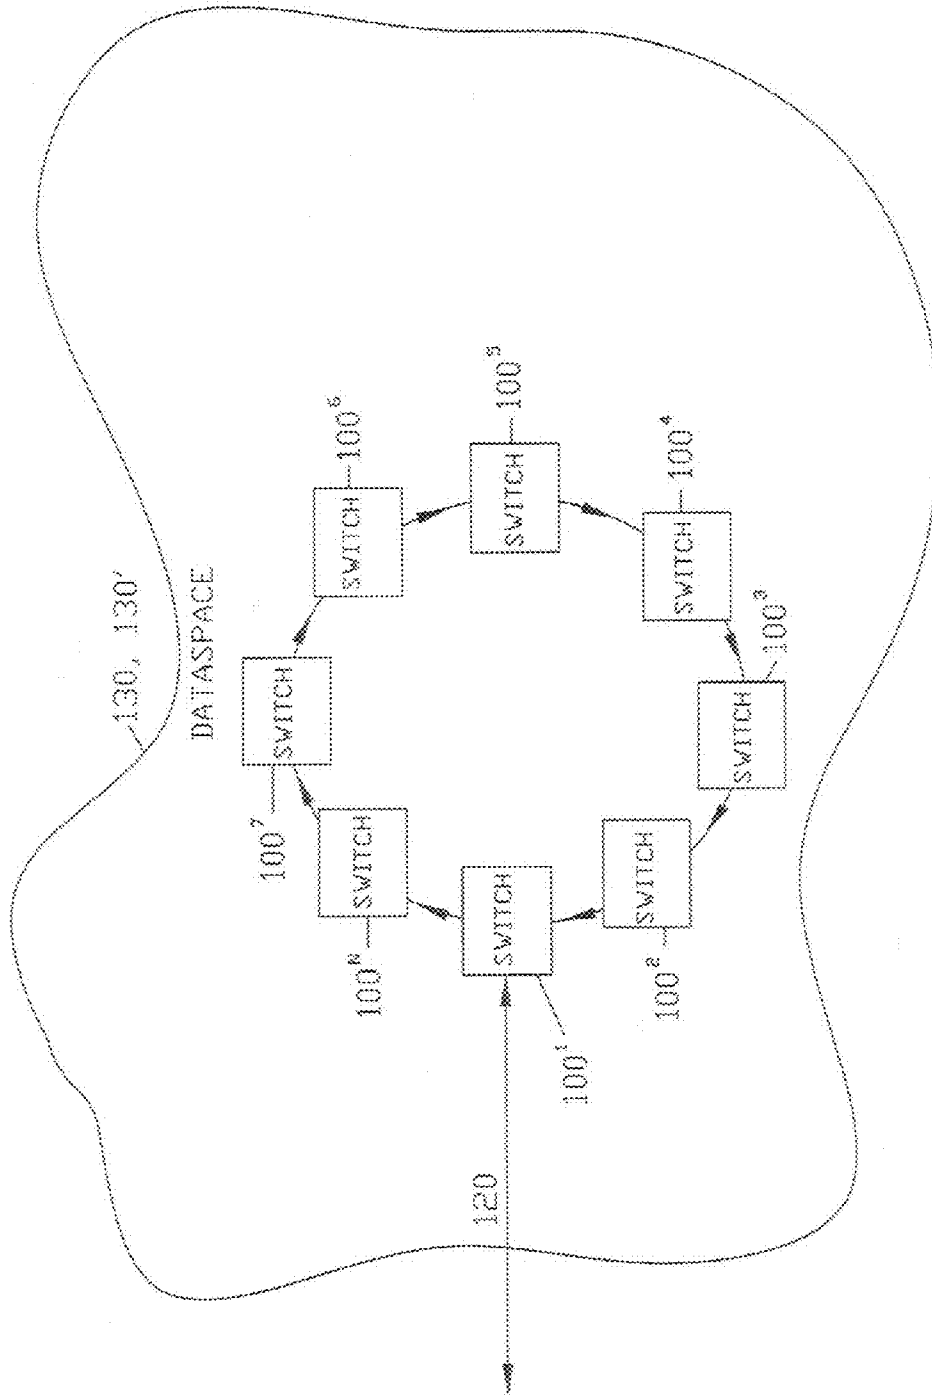 130, 130'
DATASPACE
SWITCH
100⁷
SWITCH
100⁶
SWITCH
100⁵
SWITCH
100⁴
SWITCH
100³
SWITCH
100²
SWITCH
100¹
SWITCH
100ᴺ
120